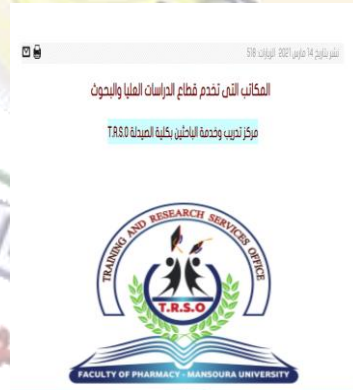 نشر بتاريخ: 14 مارس 2021 الزيارات: 518
المكاتب التى تخدم قطاع الدراسات العليا والبحوث
مركز تدريب وخدمة الباحثين بكلية الصيدلة T.R.S.O
TRAINING AND RESEARCH SERVICES OFFICE
T.R.S.O
FACULTY OF PHARMACY - MANSOURA UNIVERSITY